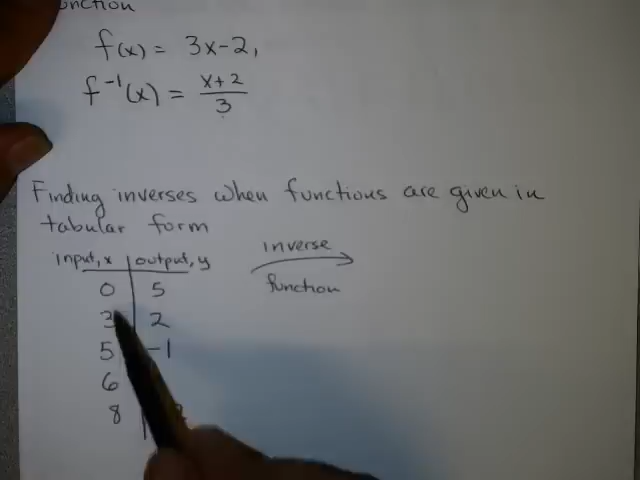 function
f(x) = 3x-2,
f⁻¹(x) = x+2/3
Finding inverses when functions are given in
tabular form
input, x output, y inverse
function
0 5
3 2
5 -1
6
8